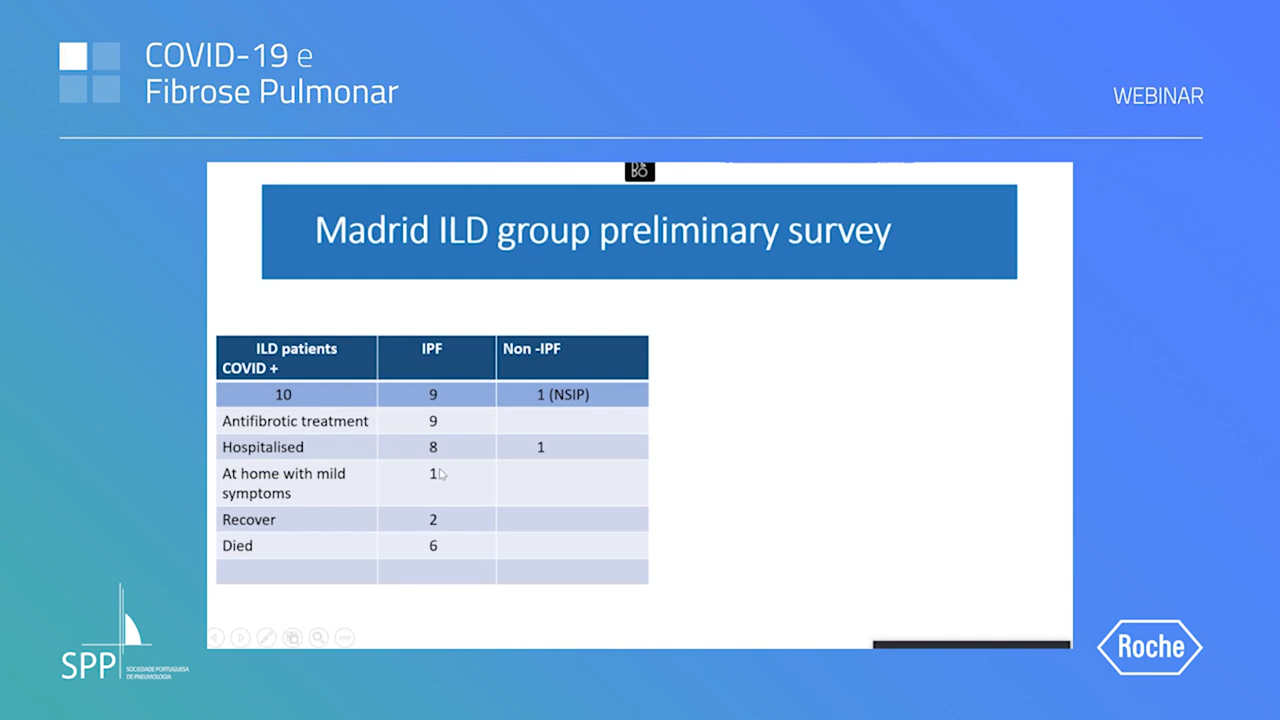 COVID-19 e
Fibrose Pulmonar
WEBINAR
Madrid ILD group preliminary survey
ILD patients COVID + IPF Non -IPF
10 9 1 (NSIP)
Antifibrotic treatment 9
Hospitalised 8 1
At home with mild symptoms 1
Recover 2
Died 6
SPP
SOCIEDADE PORTUGUESA
DE PNEUMOLOGIA
Roche